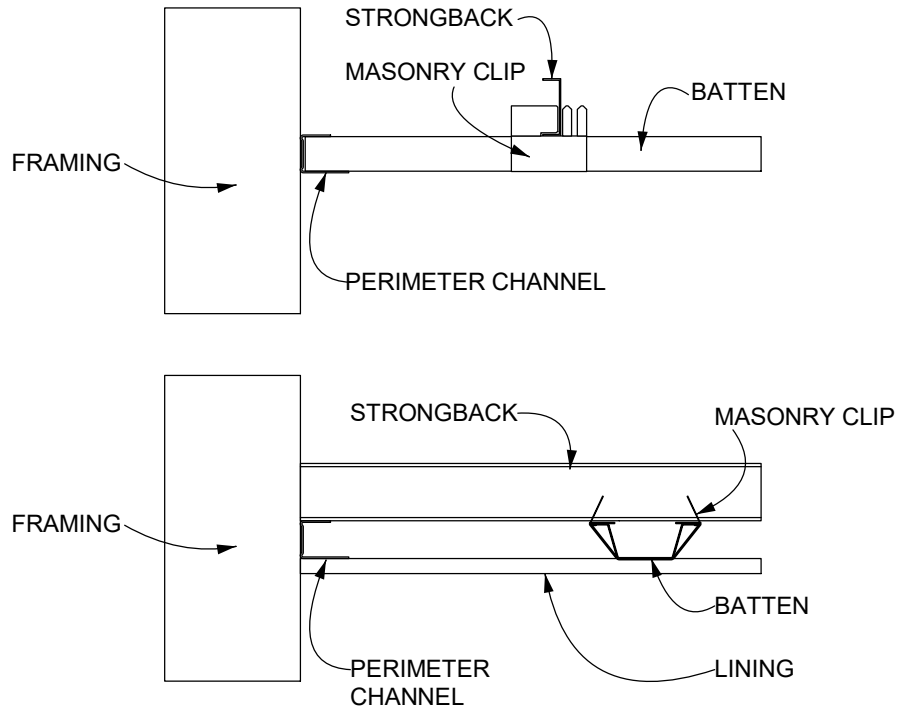 STRONGBACK
MASONRY CLIP
BATTEN
FRAMING
PERIMETER CHANNEL
STRONGBACK
MASONRY CLIP
FRAMING
BATTEN
PERIMETER
CHANNEL
LINING